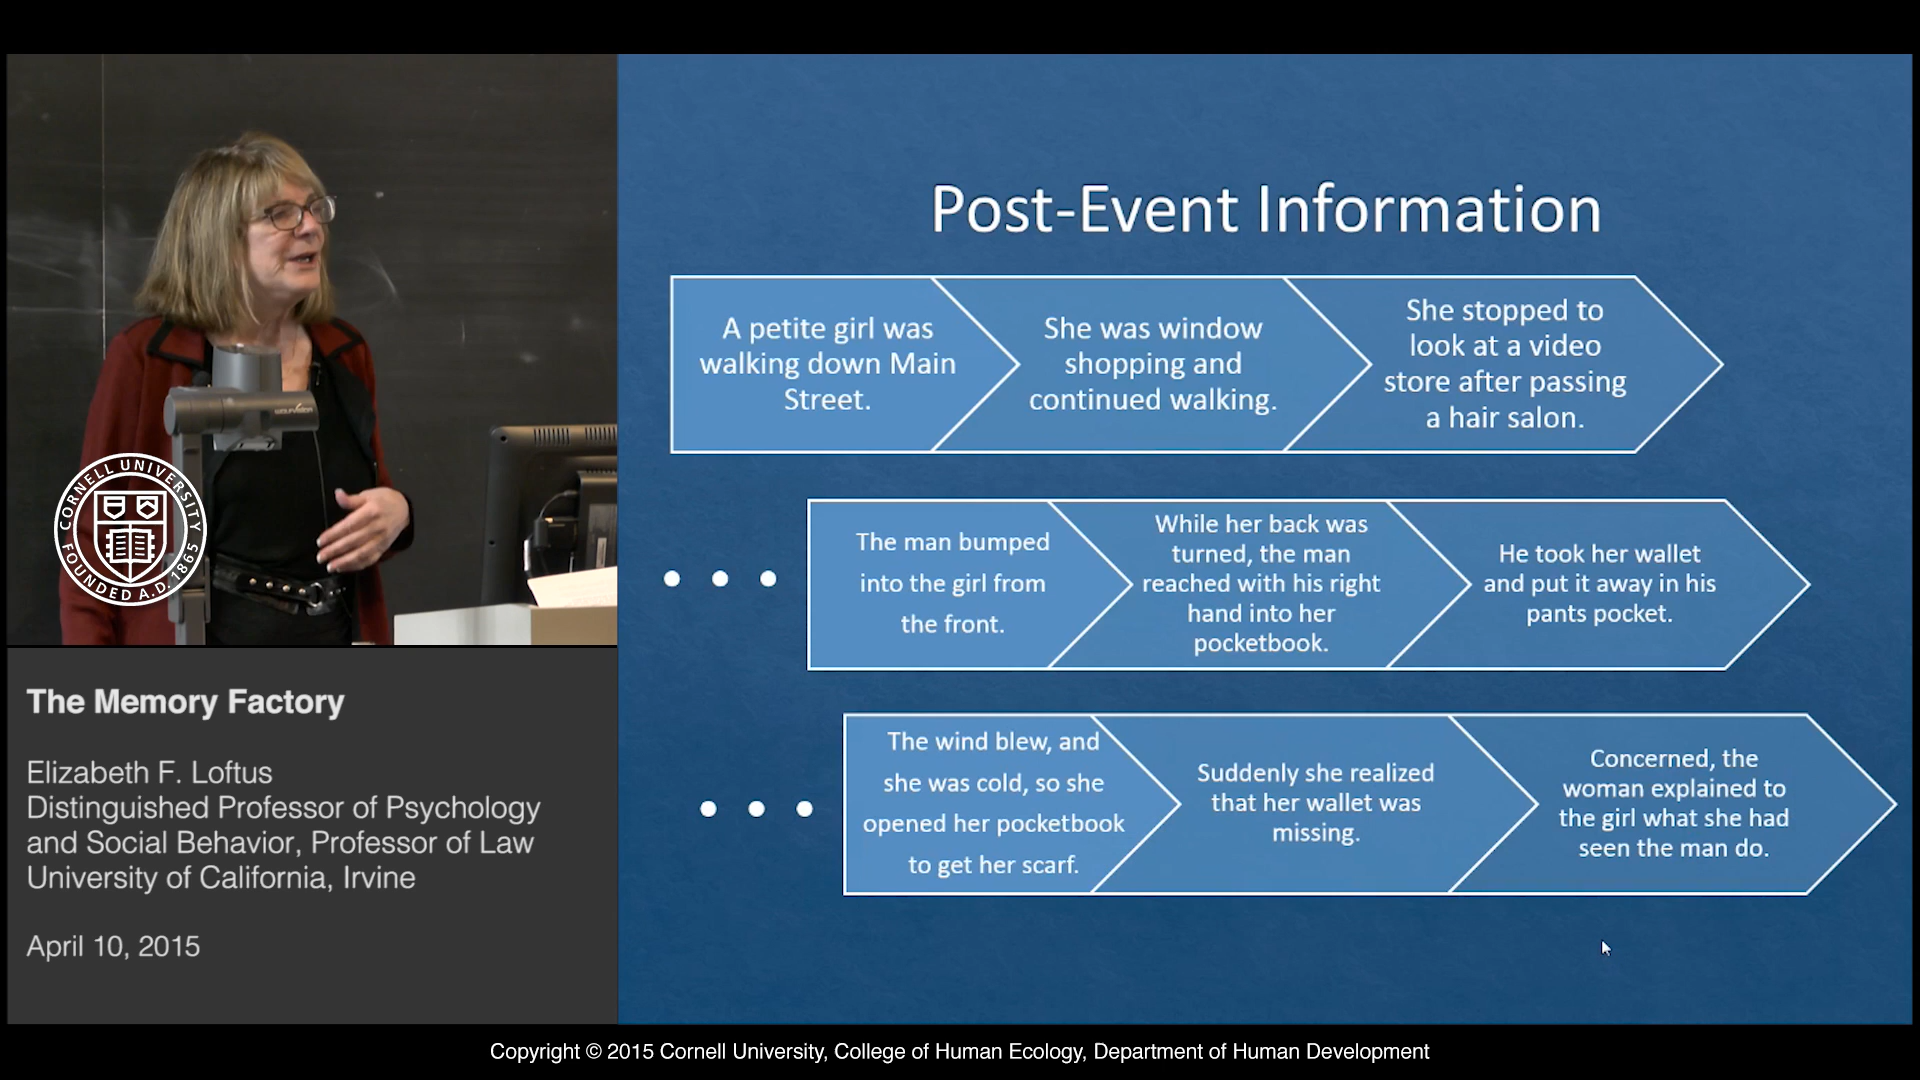 Post-Event Information
A petite girl was
walking down Main
Street.
She was window
shopping and
continued walking.
She stopped to
look at a video
store after passing
a hair salon.
The man bumped
into the girl from
the front.
While her back was
turned, the man
reached with his right
hand into her
pocketbook.
He took her wallet
and put it away in his
pants pocket.
The wind blew, and
she was cold, so she
opened her pocketbook
to get her scarf.
Suddenly she realized
that her wallet was
missing.
Concerned, the
woman explained to
the girl what she had
seen the man do.
CORNELL UNIVERSITY
FOUNDED A.D. 1865
The Memory Factory
Elizabeth F. Loftus
Distinguished Professor of Psychology
and Social Behavior, Professor of Law
University of California, Irvine
April 10, 2015
Copyright © 2015 Cornell University, College of Human Ecology, Department of Human Development